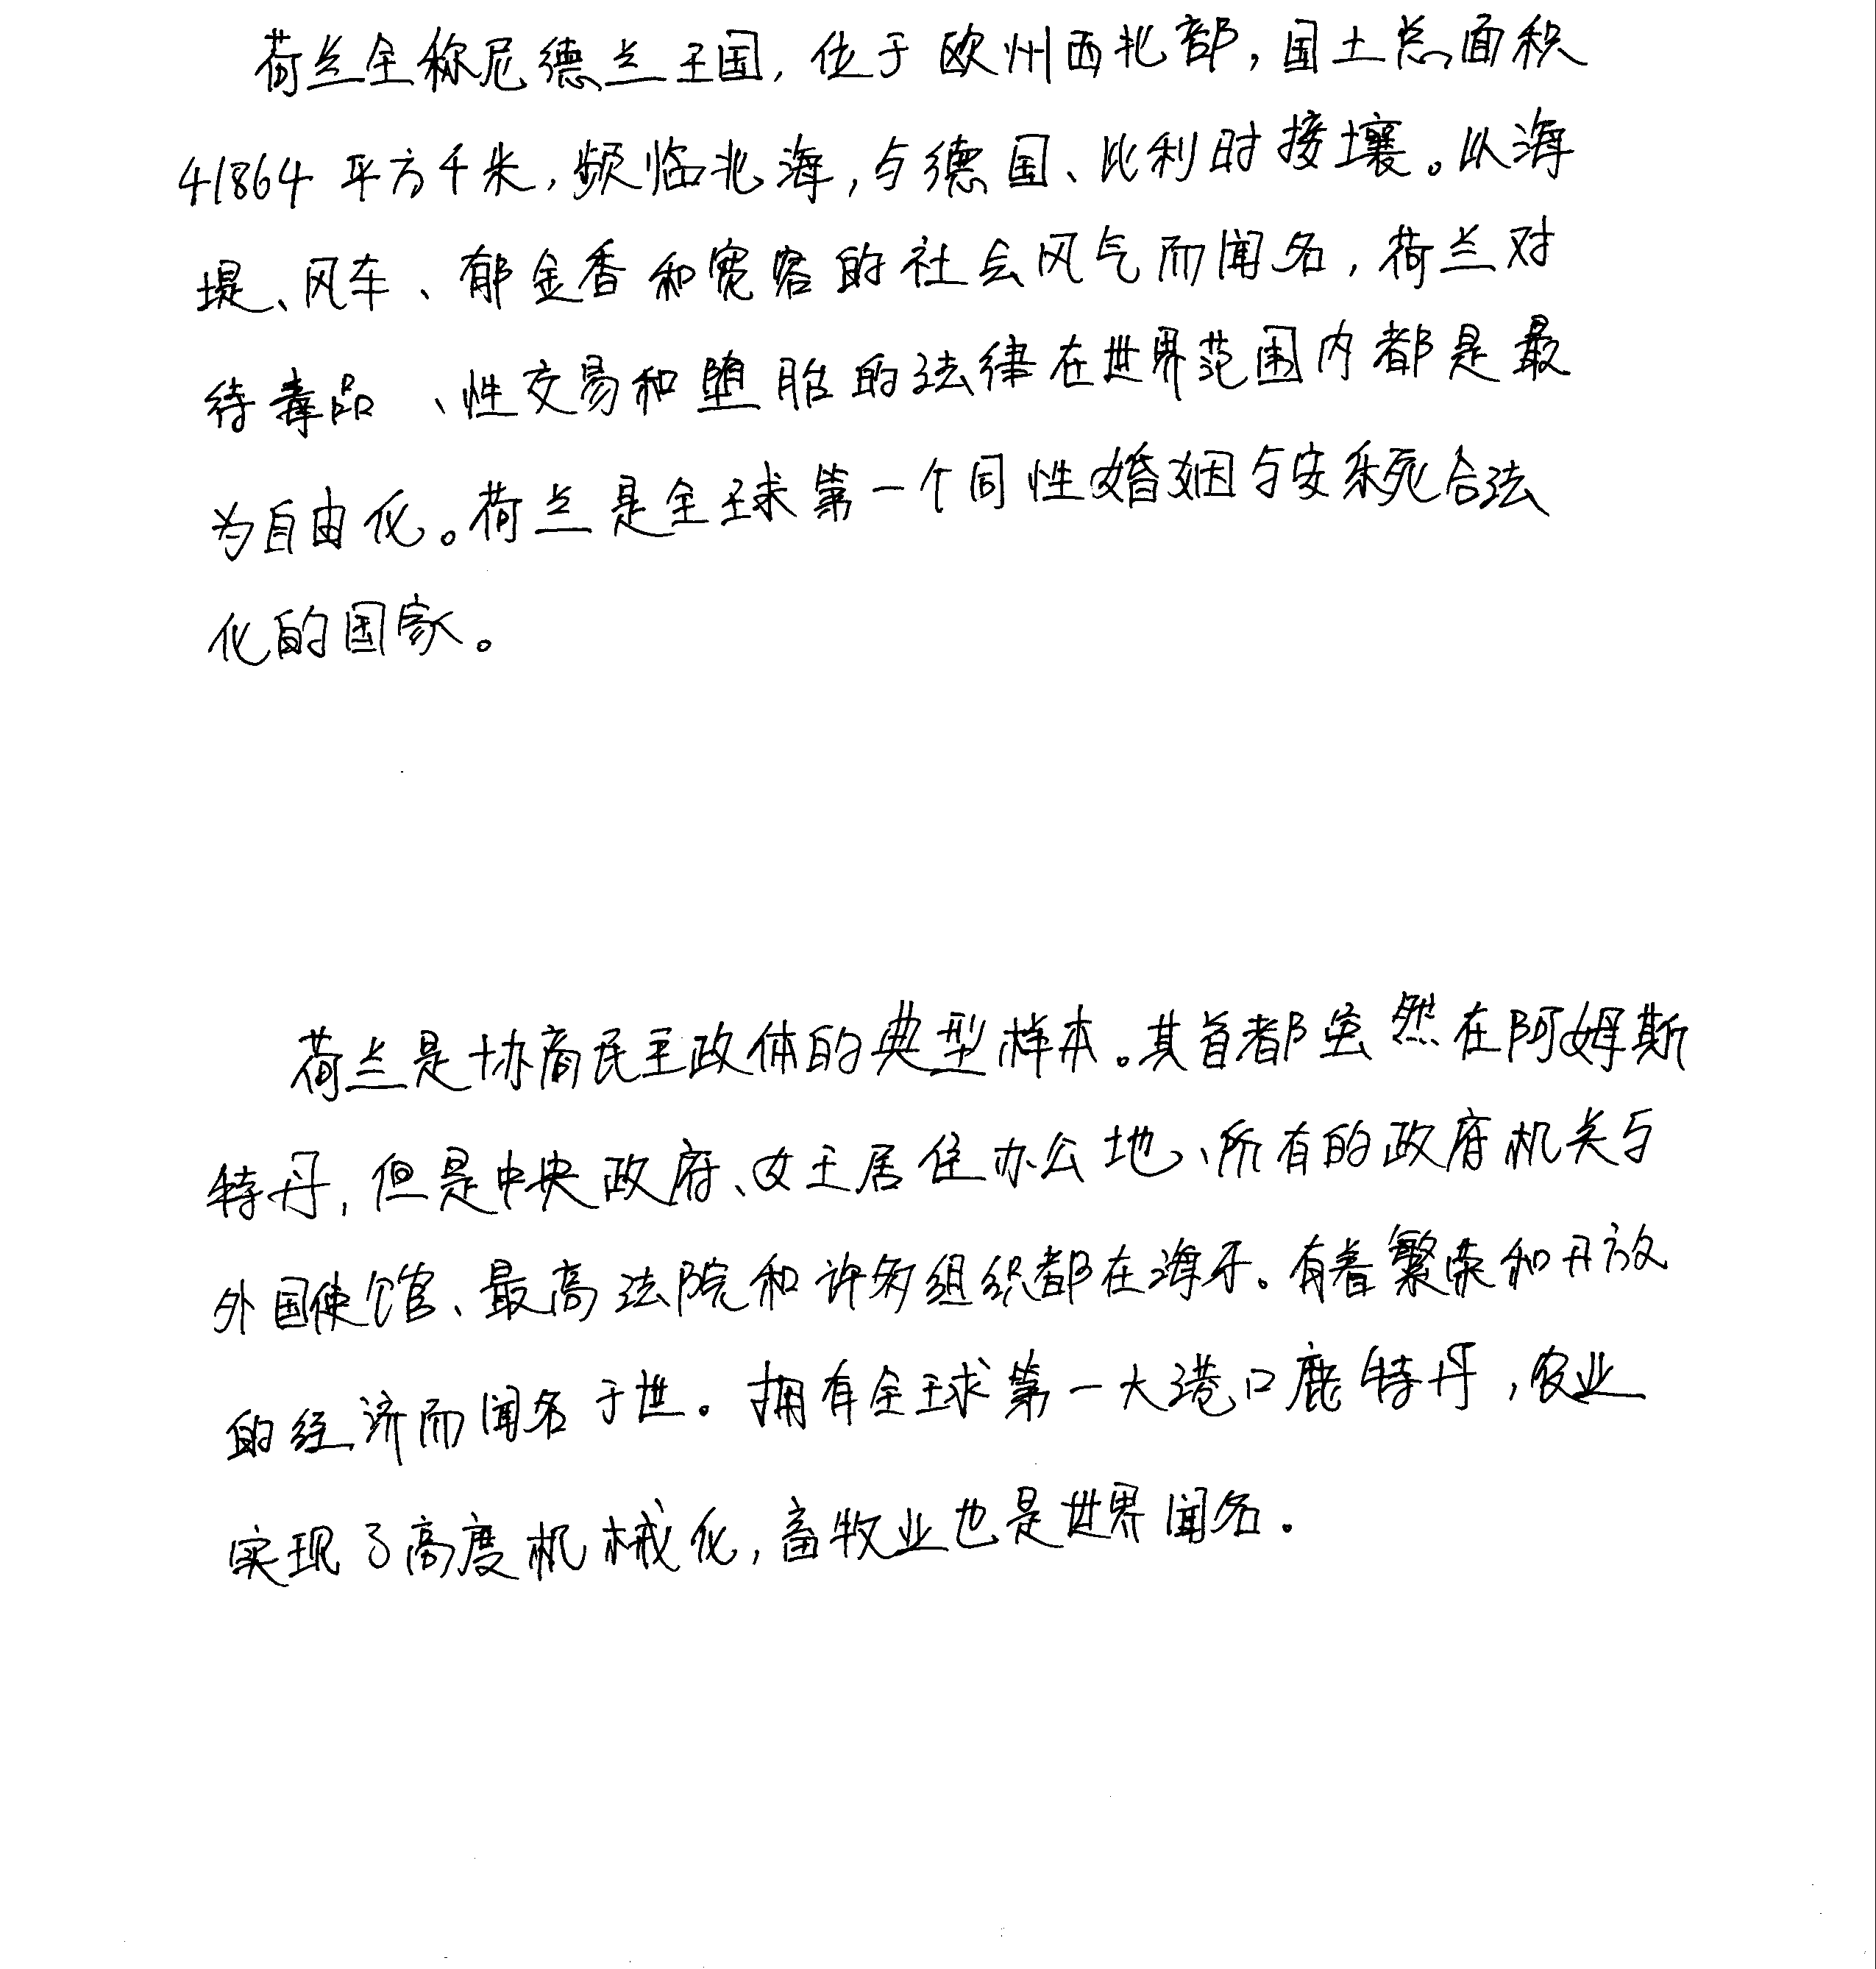 荷兰全称尼德兰王国，位于欧州西北部，国土总面积
41864平方千米，频临北海，与德国、比利时接壤。以海
堤、风车、郁金香和宽容的社会风气而闻名，荷兰对
待毒品、性交易和堕胎的法律在世界范围内都是最
为自由化。荷兰是全球第一个同性婚姻与安乐死合法
化的国家。
荷兰是协商民主政体的典型样本。其首都虽然在阿姆斯
特丹，但是中央政府、女王居住办公地、所有的政府机关与
外国使馆、最高法院和许多组织都在海牙。有着繁荣和开放
的经济而闻名于世。拥有全球第一大港口鹿特丹，农业
实现了高度机械化，畜牧业也是世界闻名。